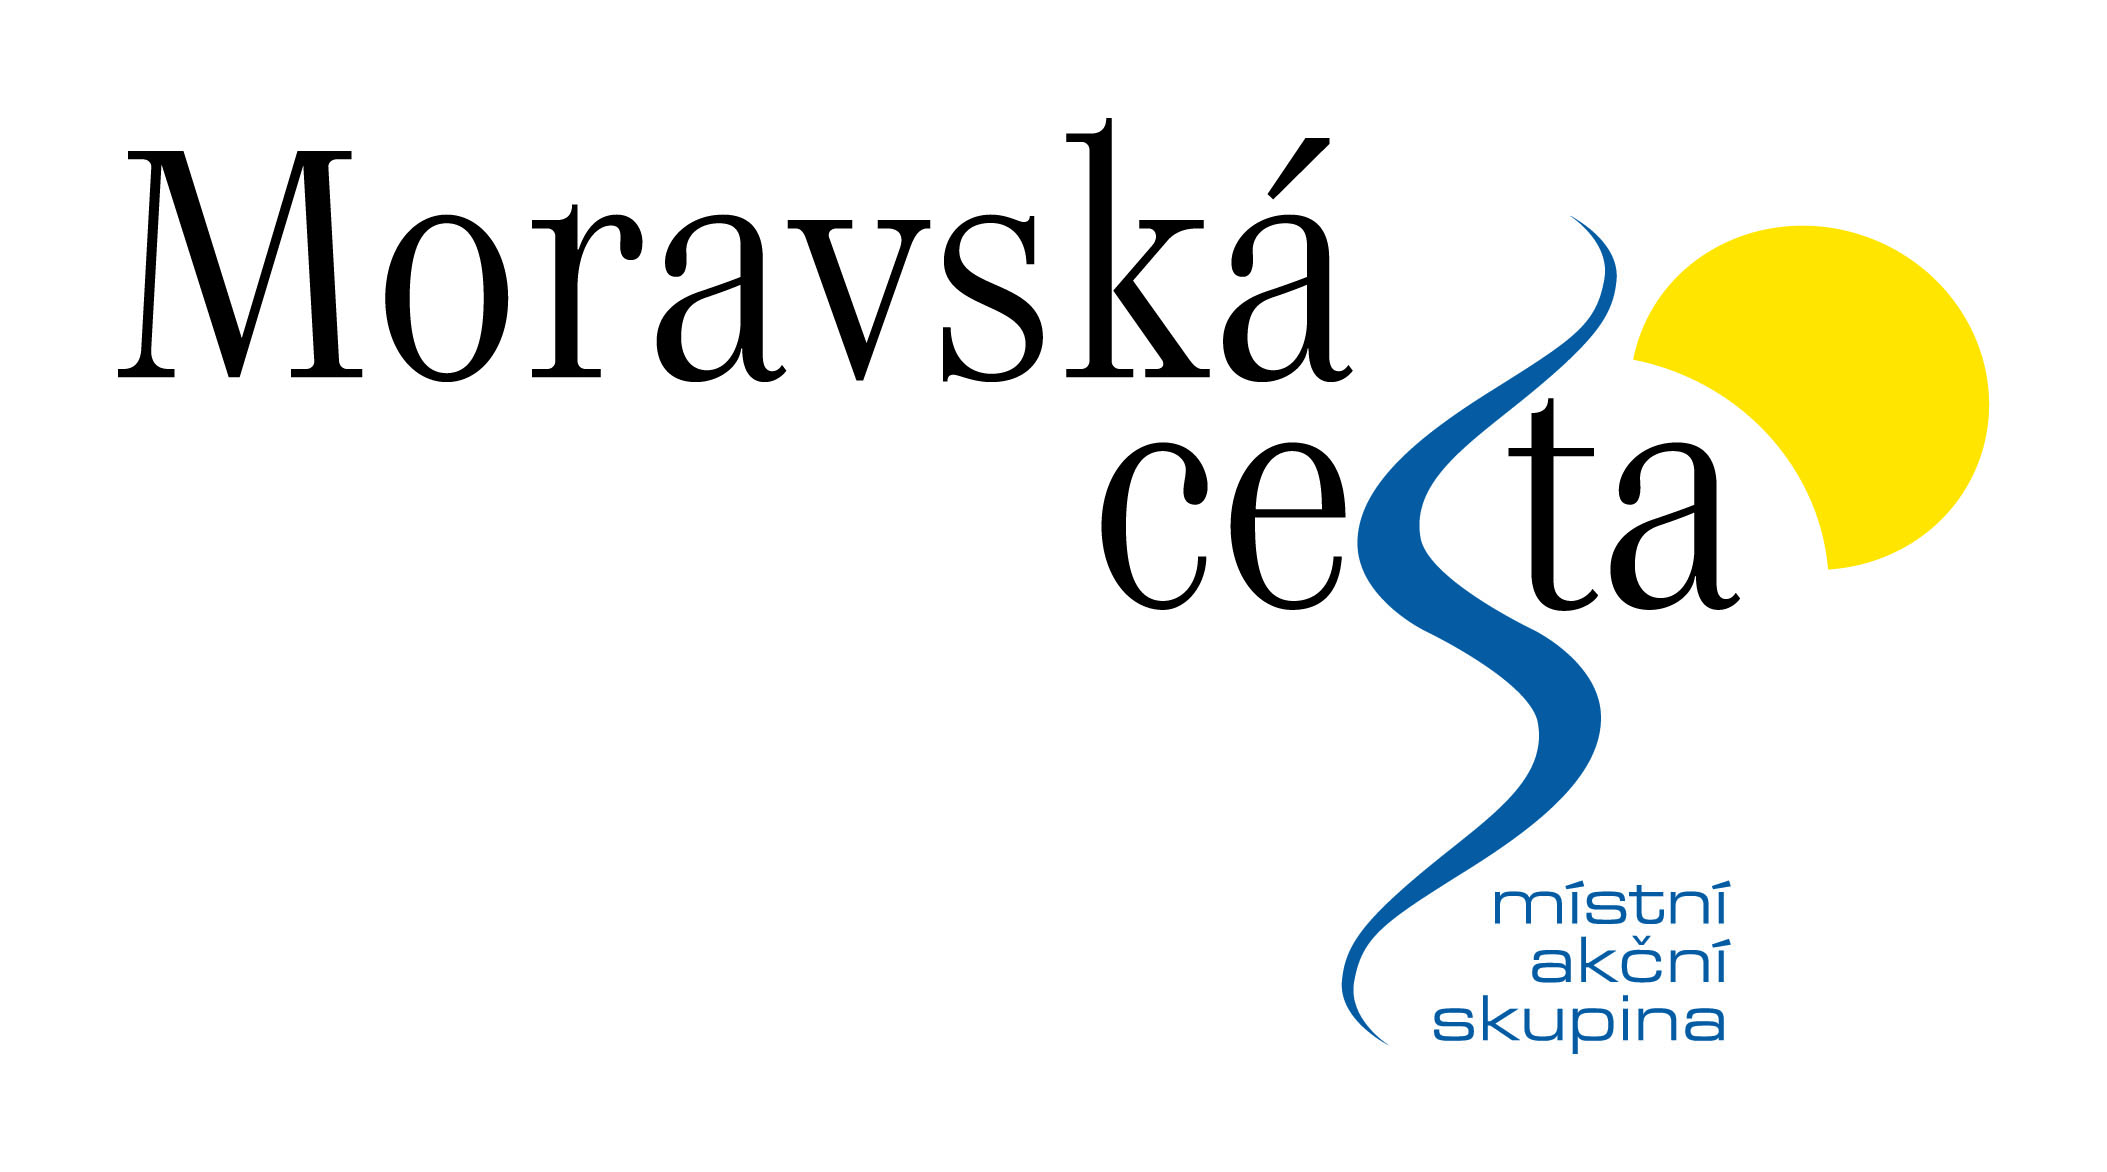 Moravská
cesta
místní
akční
skupina